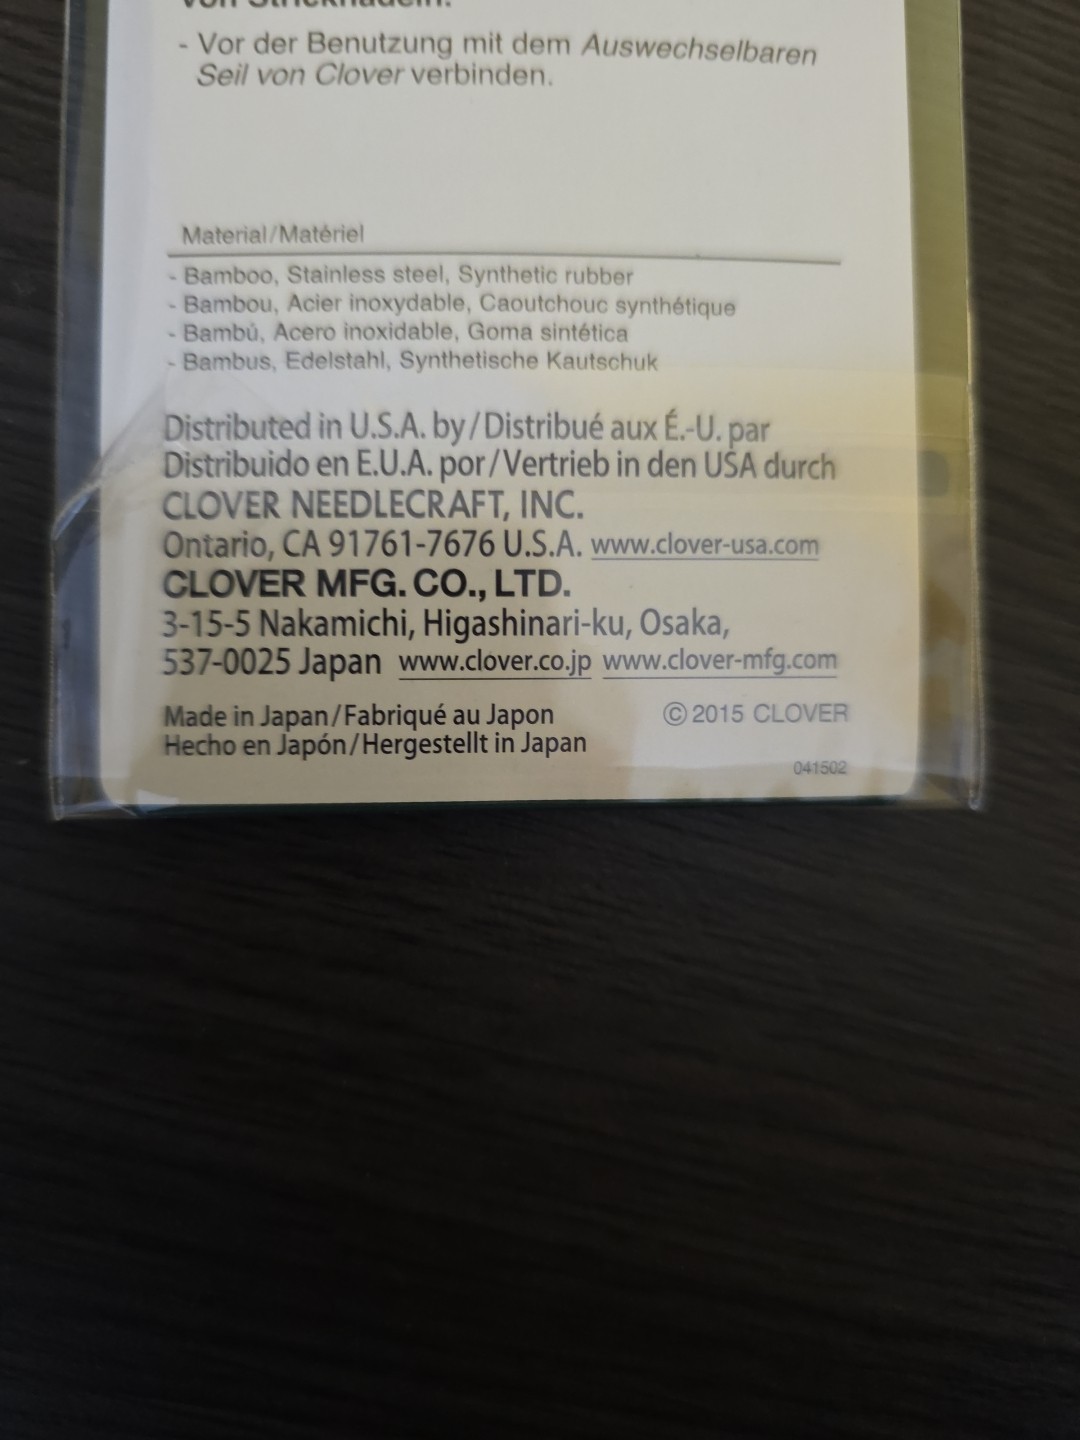 von Stricknadeln.
- Vor der Benutzung mit dem Auswechselbaren
Seil von Clover verbinden.
Material/Matériel
- Bamboo, Stainless steel, Synthetic rubber
- Bambou, Acier inoxydable, Caoutchouc synthétique
- Bambú, Acero inoxidable, Goma sintética
- Bambus, Edelstahl, Synthetische Kautschuk
Distributed in U.S.A. by/Distribué aux É.-U. par
Distribuido en E.U.A. por/Vertrieb in den USA durch
CLOVER NEEDLECRAFT, INC.
Ontario, CA 91761-7676 U.S.A. www.clover-usa.com
CLOVER MFG. CO., LTD.
3-15-5 Nakamichi, Higashinari-ku, Osaka,
537-0025 Japan www.clover.co.jp www.clover-mfg.com
Made in Japan/Fabriqué au Japon
Hecho en Japón/Hergestellt in Japan
© 2015 CLOVER
041502